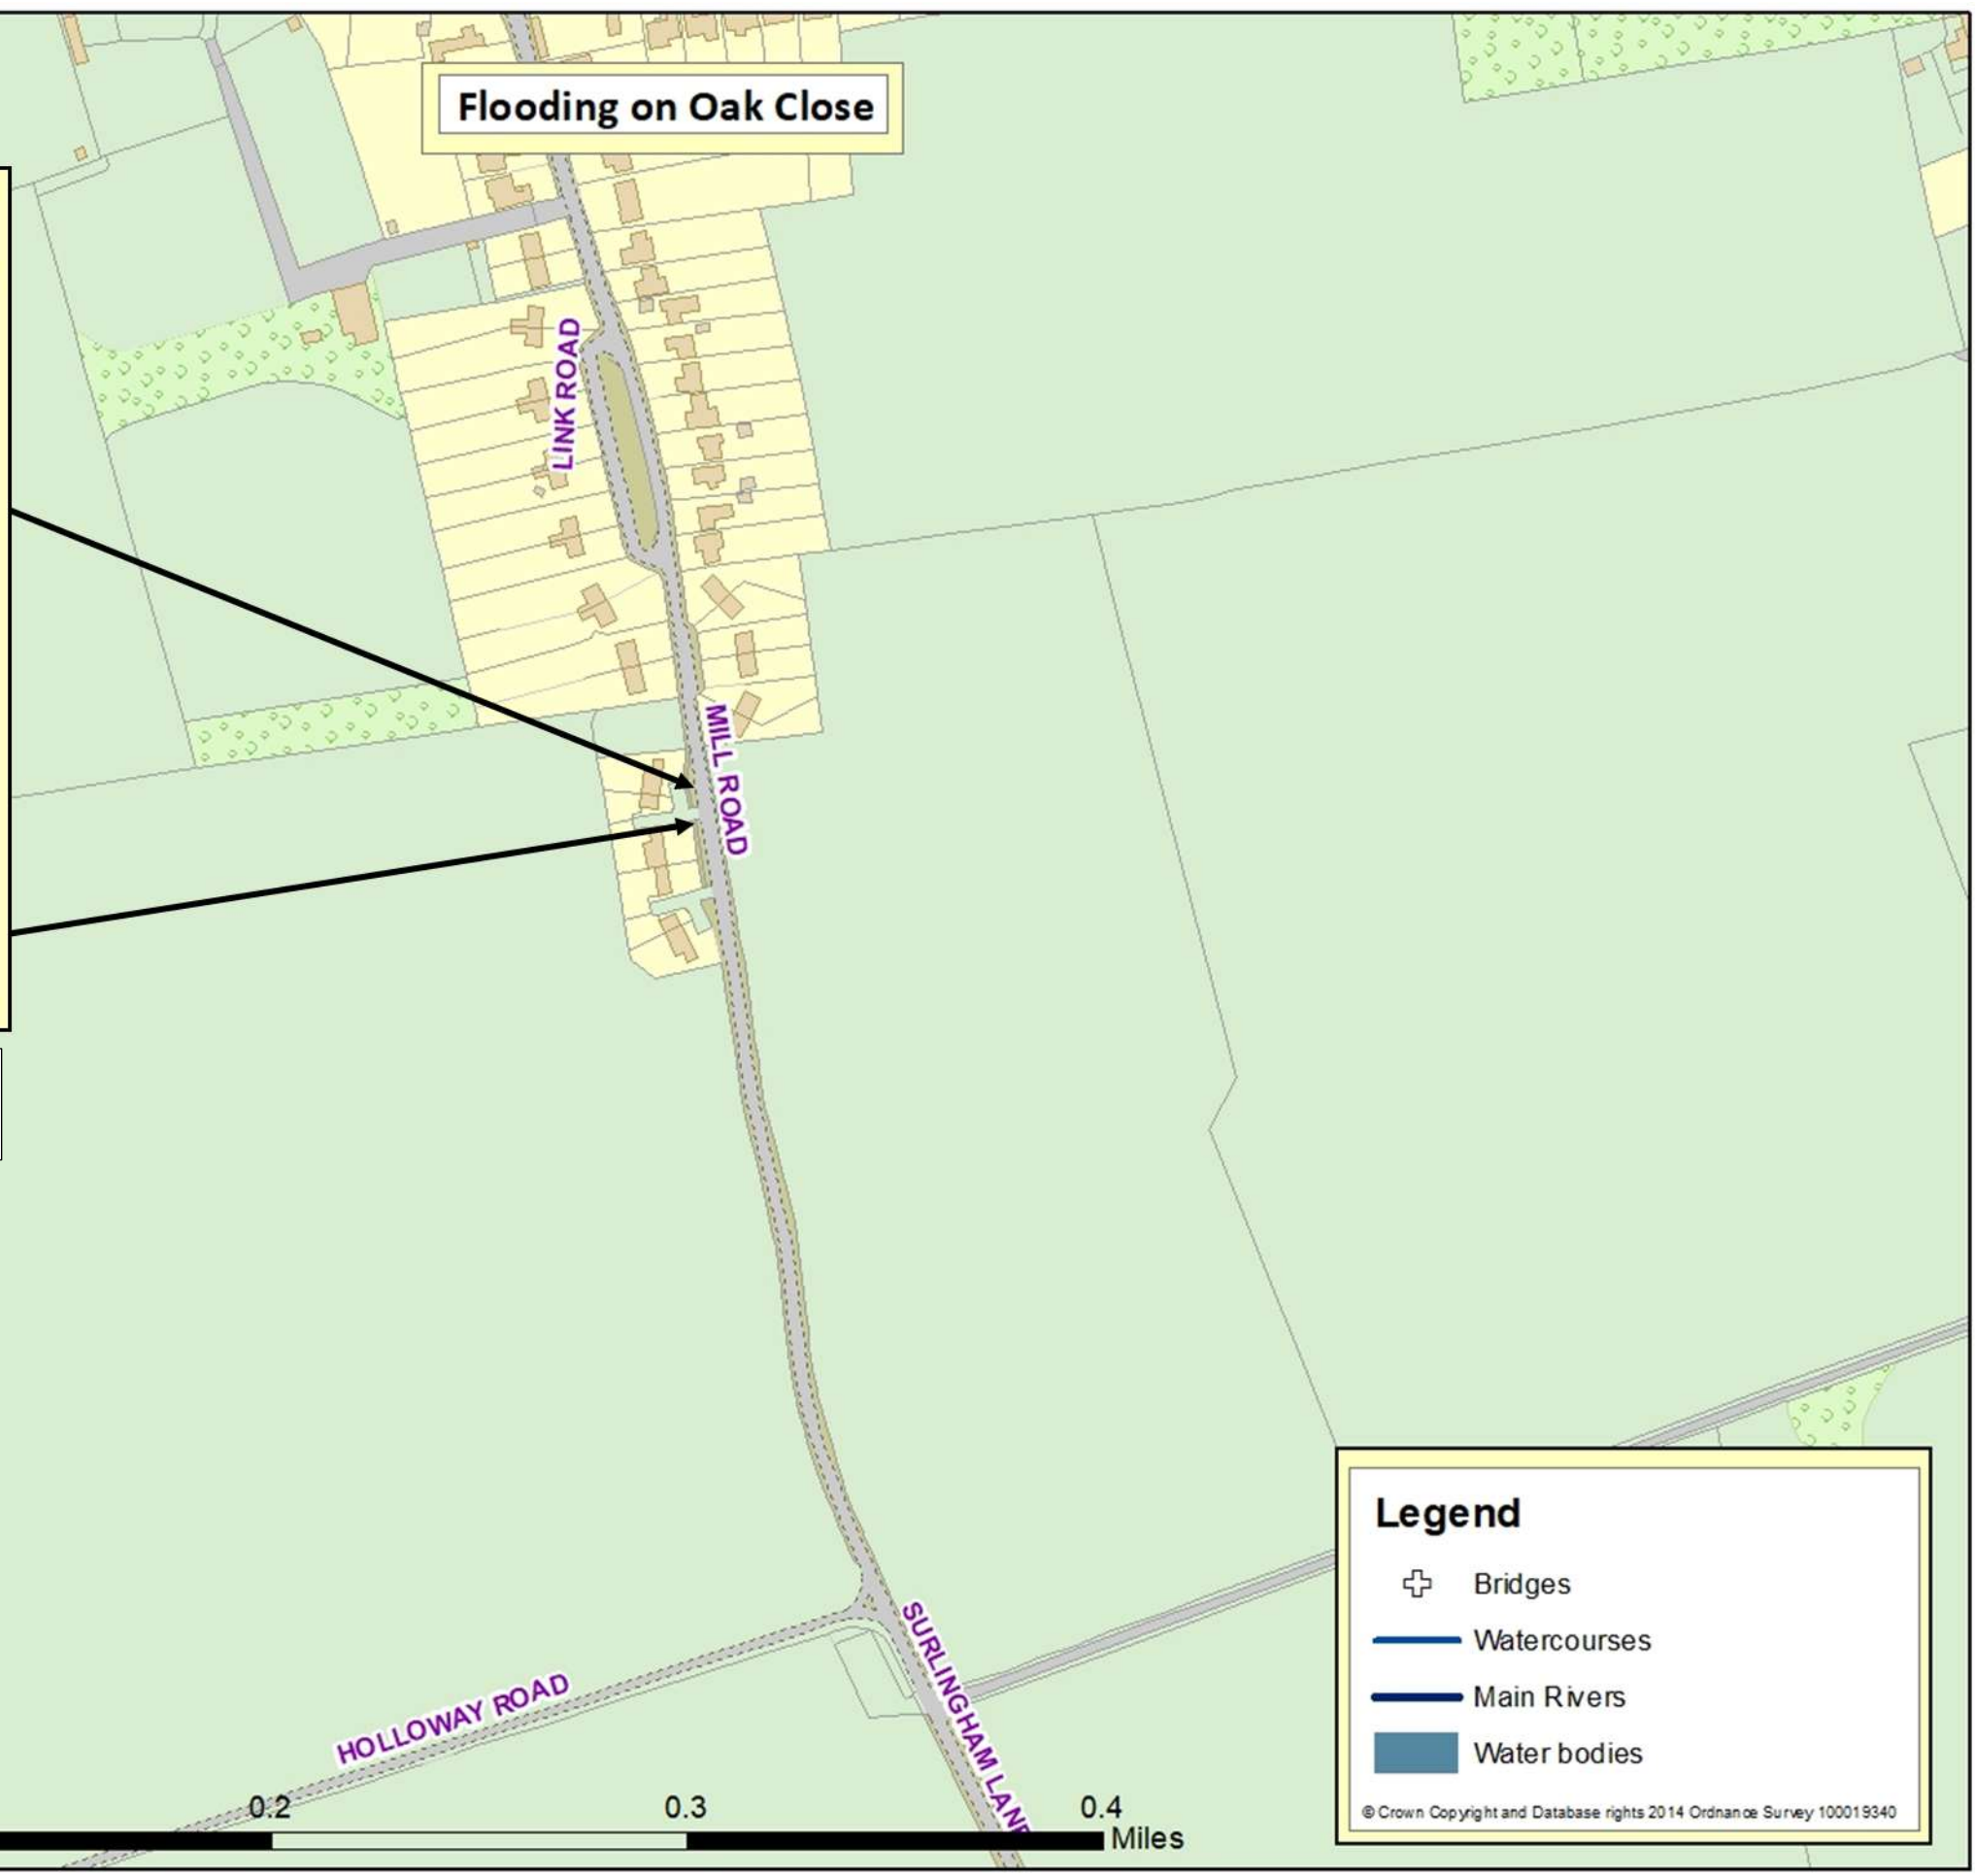 Flooding on Oak Close
LINK ROAD
MILL ROAD
SURLINGHAM LANE
HOLLOWAY ROAD
Legend
Bridges
Watercourses
Main Rivers
Water bodies
© Crown Copyright and Database rights 2014 Ordnance Survey 100019340
0.2 0.3 0.4
Miles